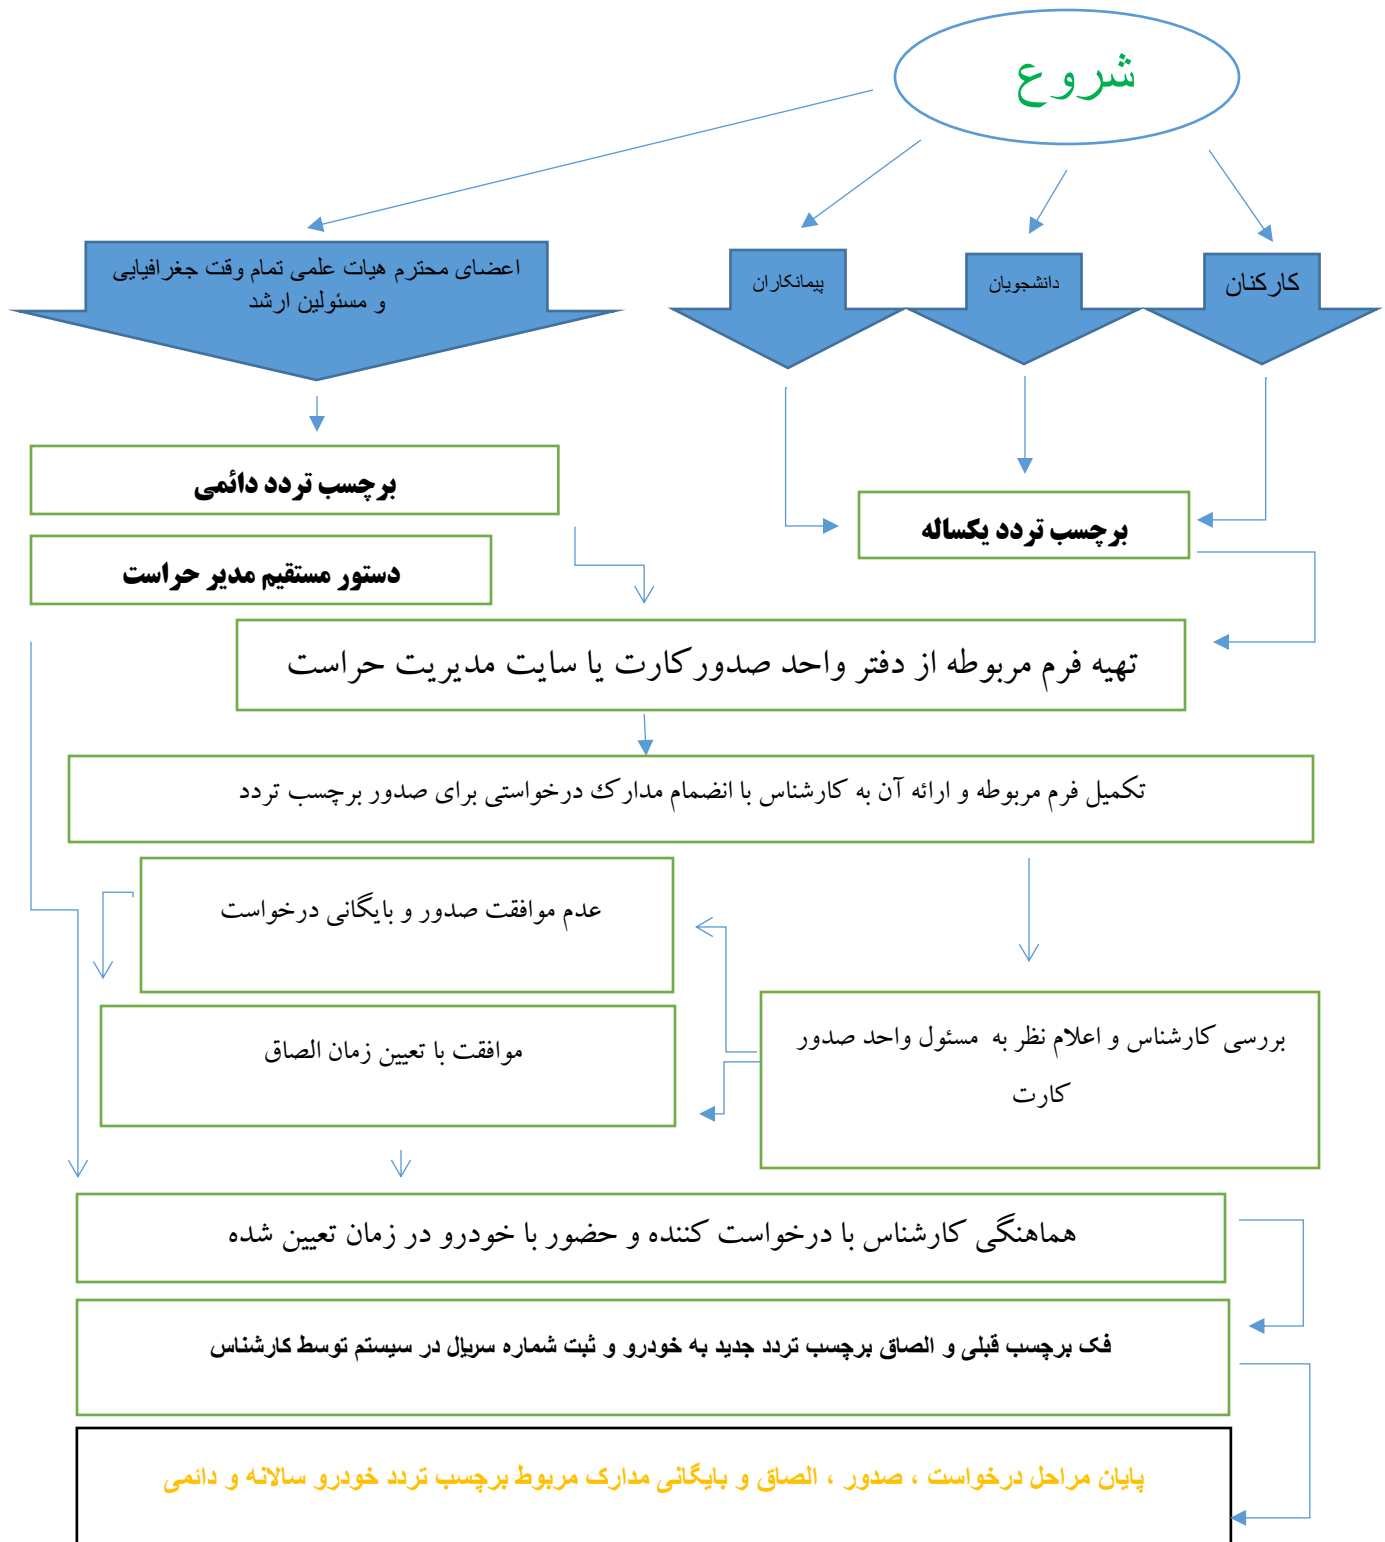 شروع
کارکنان
دانشجویان
پیمانکاران
اعضای محترم هیات علمی تمام وقت جغرافیایی
و مسئولین ارشد
برچسب تردد دائمی
برچسب تردد یکساله
دستور مستقیم مدیر حراست
تهیه فرم مربوطه از دفتر واحد صدورکارت یا سایت مدیریت حراست
تکمیل فرم مربوطه و ارائه آن به کارشناس با انضمام مدارک درخواستی برای صدور برچسب تردد
عدم موافقت صدور و بایگانی درخواست
بررسی کارشناس و اعلام نظر به مسئول واحد صدور
کارت
موافقت با تعیین زمان الصاق
هماهنگی کارشناس با درخواست کننده و حضور با خودرو در زمان تعیین شده
فک برچسب قبلی و الصاق برچسب تردد جدید به خودرو و ثبت شماره سریال در سیستم توسط کارشناس
پایان مراحل درخواست ، صدور ، الصاق و بایگانی مدارک مربوط برچسب تردد خودرو سالانه و دائمی